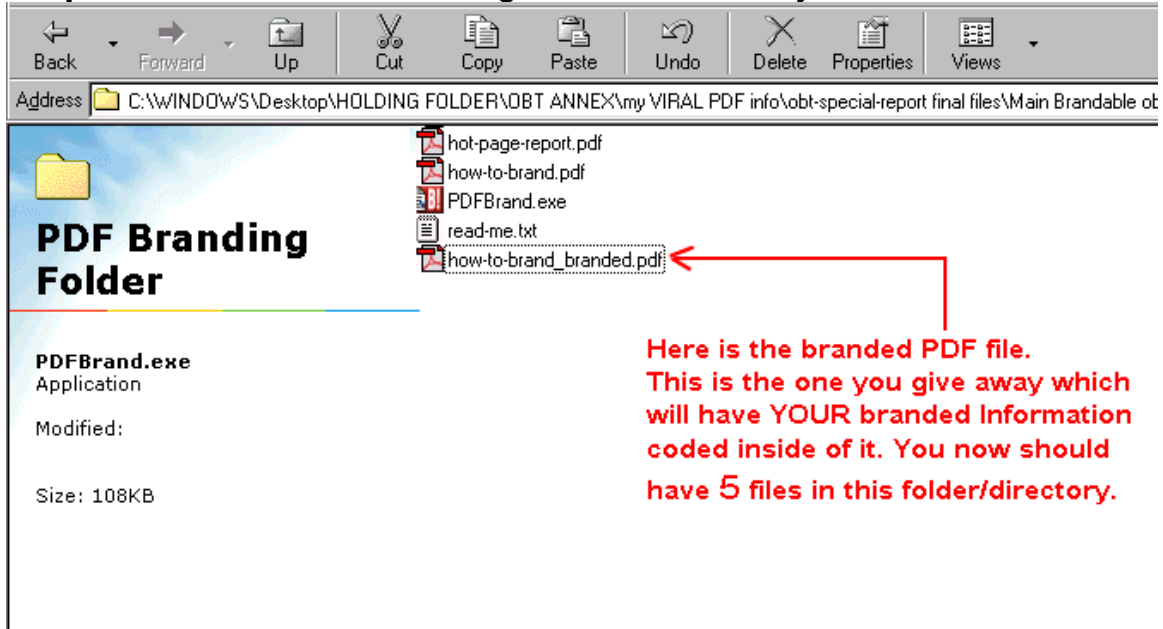 Back Forward Up Cut Copy Paste Undo Delete Properties Views
Address C:\WINDOWS\Desktop\HOLDING FOLDER\OBT ANNEX\my VIRAL PDF info\obt-special-report final files\Main Brandable ob
hot-page-report.pdf
how-to-brand.pdf
PDFBrand.exe
read-me.txt
how-to-brand_branded.pdf
PDF Branding
Folder
PDFBrand.exe
Application
Modified:
Size: 108KB
Here is the branded PDF file.
This is the one you give away which
will have YOUR branded Information
coded inside of it. You now should
have 5 files in this folder/directory.